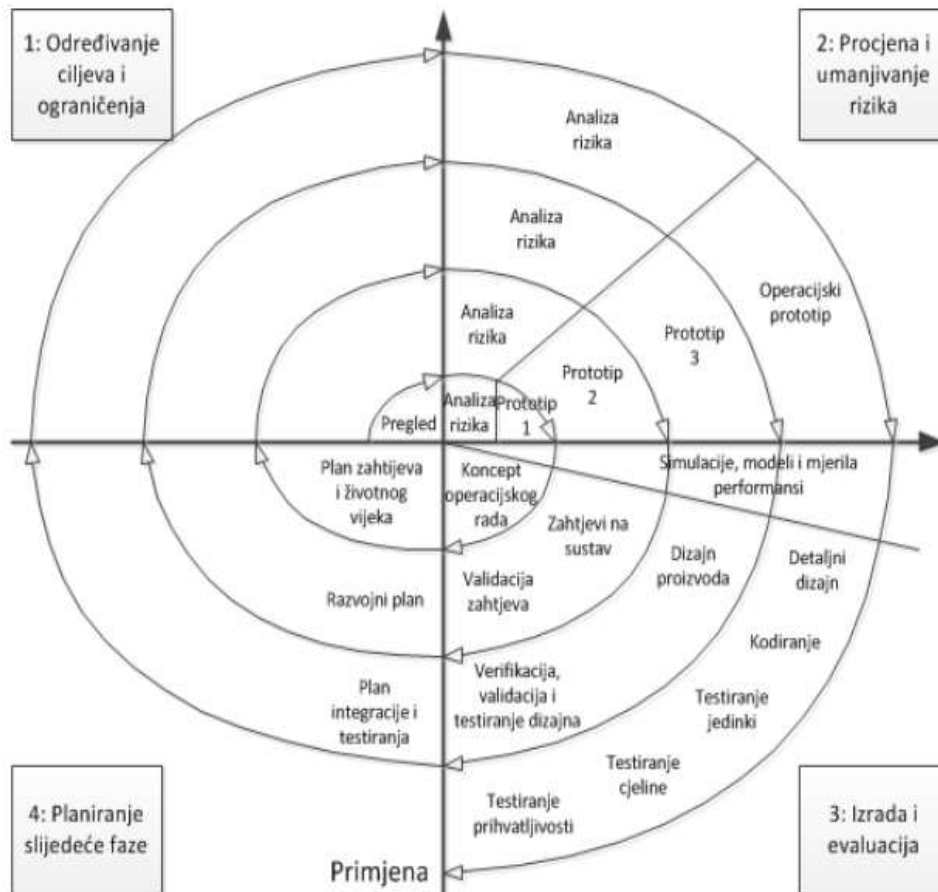 1: Određivanje
ciljeva i
ograničenja
2: Procjena i
umanjivanje
rizika
Analiza
rizika
Analiza
rizika
Operacijski
prototip
Analiza
rizika
Prototip
3
Prototip
2
Pregled
Analiza
rizika
Prototip
1
Plan zahtijeva
i životnog
vijeka
Koncept
operacijskog
rada
Simulacije, modeli i mjerila
performansi
Zahtjevi na
sustav
Dizajn
proizvoda
Detaljni
dizajn
Razvojni plan
Validacija
zahtjeva
Kodiranje
Plan
integracije i
testiranja
Verifikacija,
validacija i
testiranje dizajna
Testiranje
jedinki
Testiranje
cjeline
Testiranje
prihvatljivosti
4: Planiranje
slijedeće faze
Primjena
3: Izrada i
evaluacija